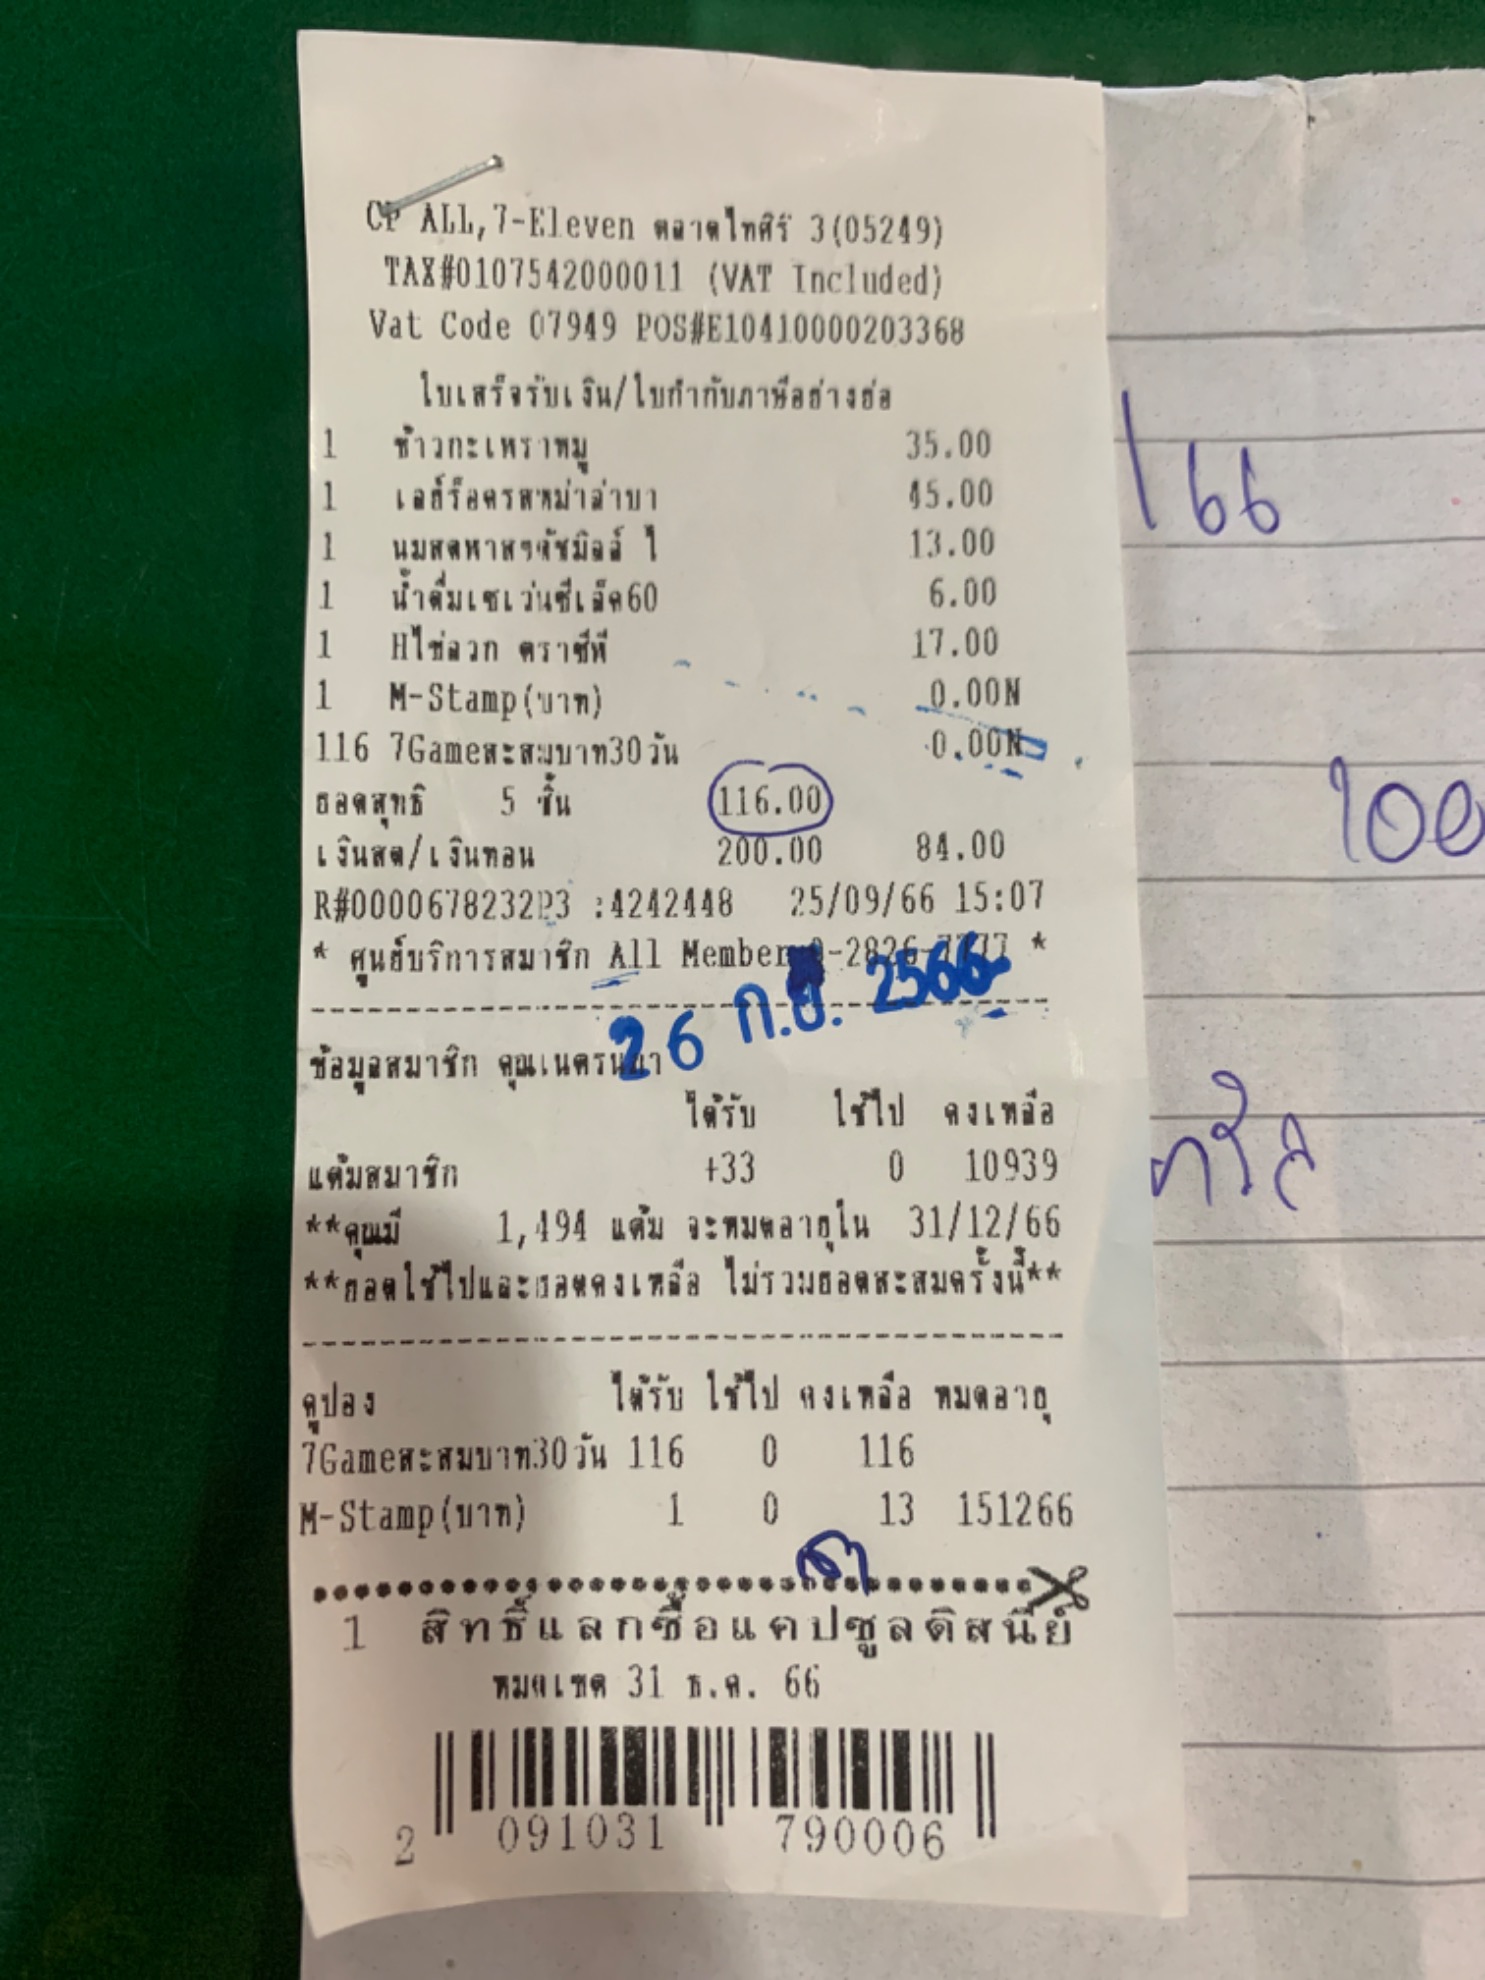 CP ALL,7-Eleven ตลาดไทศิริ 3(05249)
TAX#0107542000011 (VAT Included)
Vat Code 07949 POS#E10410000203368
ใบเสร็จรับเงิน/ใบกำกับภาษีอย่างย่อ
1 ข้าวกะเพราหมู 35.00
1 เลย์ร็อครสหม่าล่าบา 45.00
1 นมสดพาสฯดัชมิลล์ ไ 13.00
1 น้ำดื่มเซเว่นซีเล็ค60 6.00
1 Hไข่ลวก ตราซีพี 17.00
1 M-Stamp(บาท) 0.00N
116 7Gameสะสมบาท30วัน 0.00N
ยอดสุทธิ 5 ชิ้น 116.00
เงินสด/เงินทอน 200.00 84.00
R#0000678232P3 :4242448 25/09/66 15:07
* ศูนย์บริการสมาชิก All Member 0-2826-7777 *
26 ก.ย. 2566
ข้อมูลสมาชิก
ได้รับ ใช้ไป คงเหลือ
แต้มสมาชิก +33 0 10939
**คุณมี 1,494 แต้ม จะหมดอายุใน 31/12/66
**ยอดใช้ไปและยอดคงเหลือ ไม่รวมยอดสะสมครั้งนี้**
คูปอง ได้รับ ใช้ไป คงเหลือ หมดอายุ
7Gameสะสมบาท30วัน 116 0 116
M-Stamp(บาท) 1 0 13 151266
1 สิทธิ์แลกซื้อแคปซูลดิสนีย์
หมดเขต 31 ธ.ค. 66
2 091031 790006
66
100